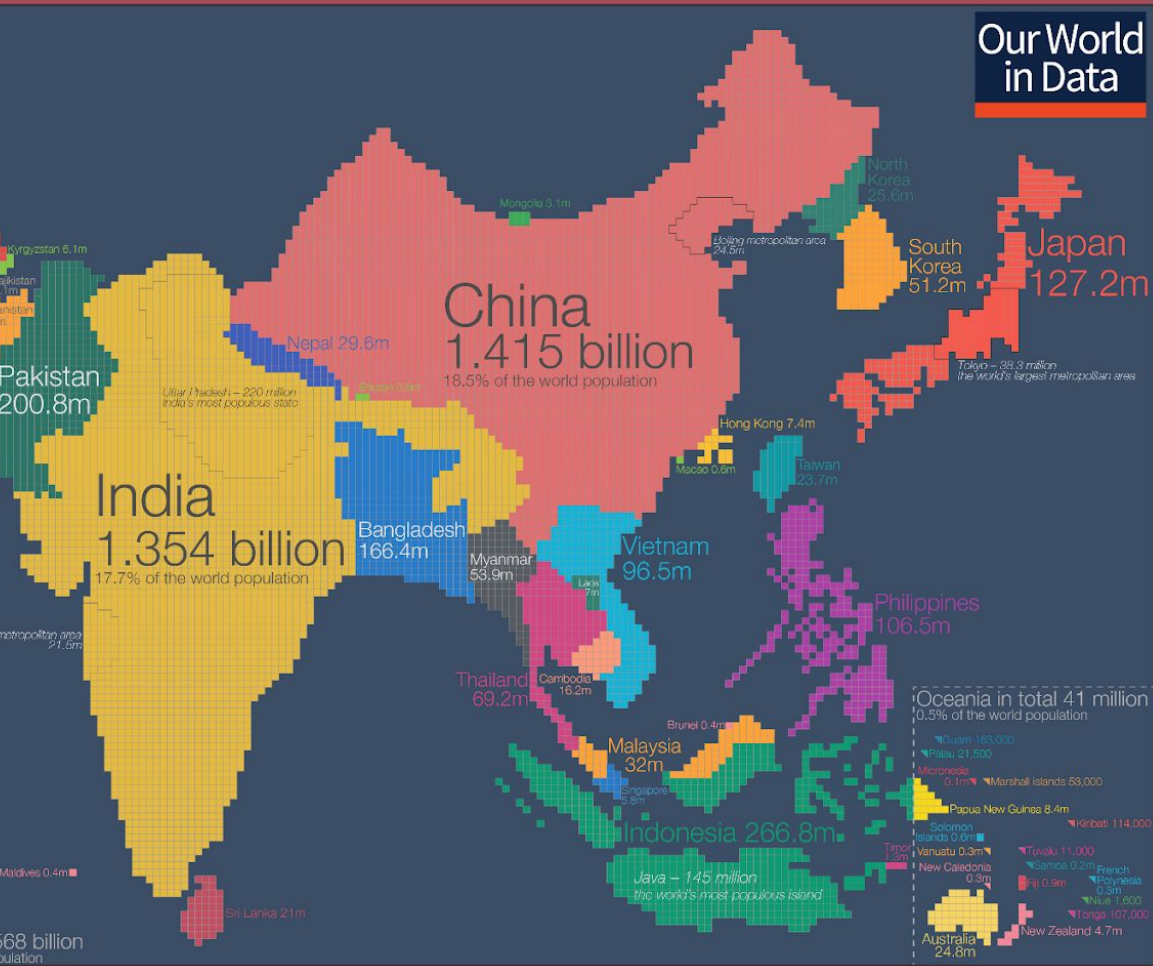 Our World
in Data
North
Korea
25.6m
Mongolia 3.1m
Kyrgyzstan 6.1m
Beijing metropolitan area
24.5m
South
Korea
51.2m
Japan
127.2m
China
1.415 billion
18.5% of the world population
Nepal 29.6m
Pakistan
200.8m
Uttar Pradesh – 220 million
India's most populous state
Bhutan 0.8m
Tokyo – 38.3 million
the world's largest metropolitan area
Hong Kong 7.4m
Macao 0.6m
Taiwan
23.7m
India
1.354 billion
17.7% of the world population
Bangladesh
166.4m
Myanmar
53.9m
Vietnam
96.5m
Laos
7m
Philippines
106.5m
metropolitan area
21.5m
Thailand
69.2m
Cambodia
16.2m
Oceania in total 41 million
0.5% of the world population
Brunei 0.4m
Malaysia
32m
Singapore
5.8m
Indonesia 266.8m
Java – 145 million
the world's most populous island
Timor
1.3m
Guam 163,000
Palau 21,500
Micronesia
0.1m
Marshall islands 53,000
Papua New Guinea 8.4m
Kiribati 114,000
Solomon
Islands 0.6m
Vanuatu 0.3m
Tuvalu 11,000
New Caledonia
0.3m
Samoa 0.2m
French
Polynesia
0.3m
Fiji 0.9m
Niue 1,600
Tonga 107,000
New Zealand 4.7m
Australia
24.8m
Maldives 0.4m
Sri Lanka 21m
568 billion